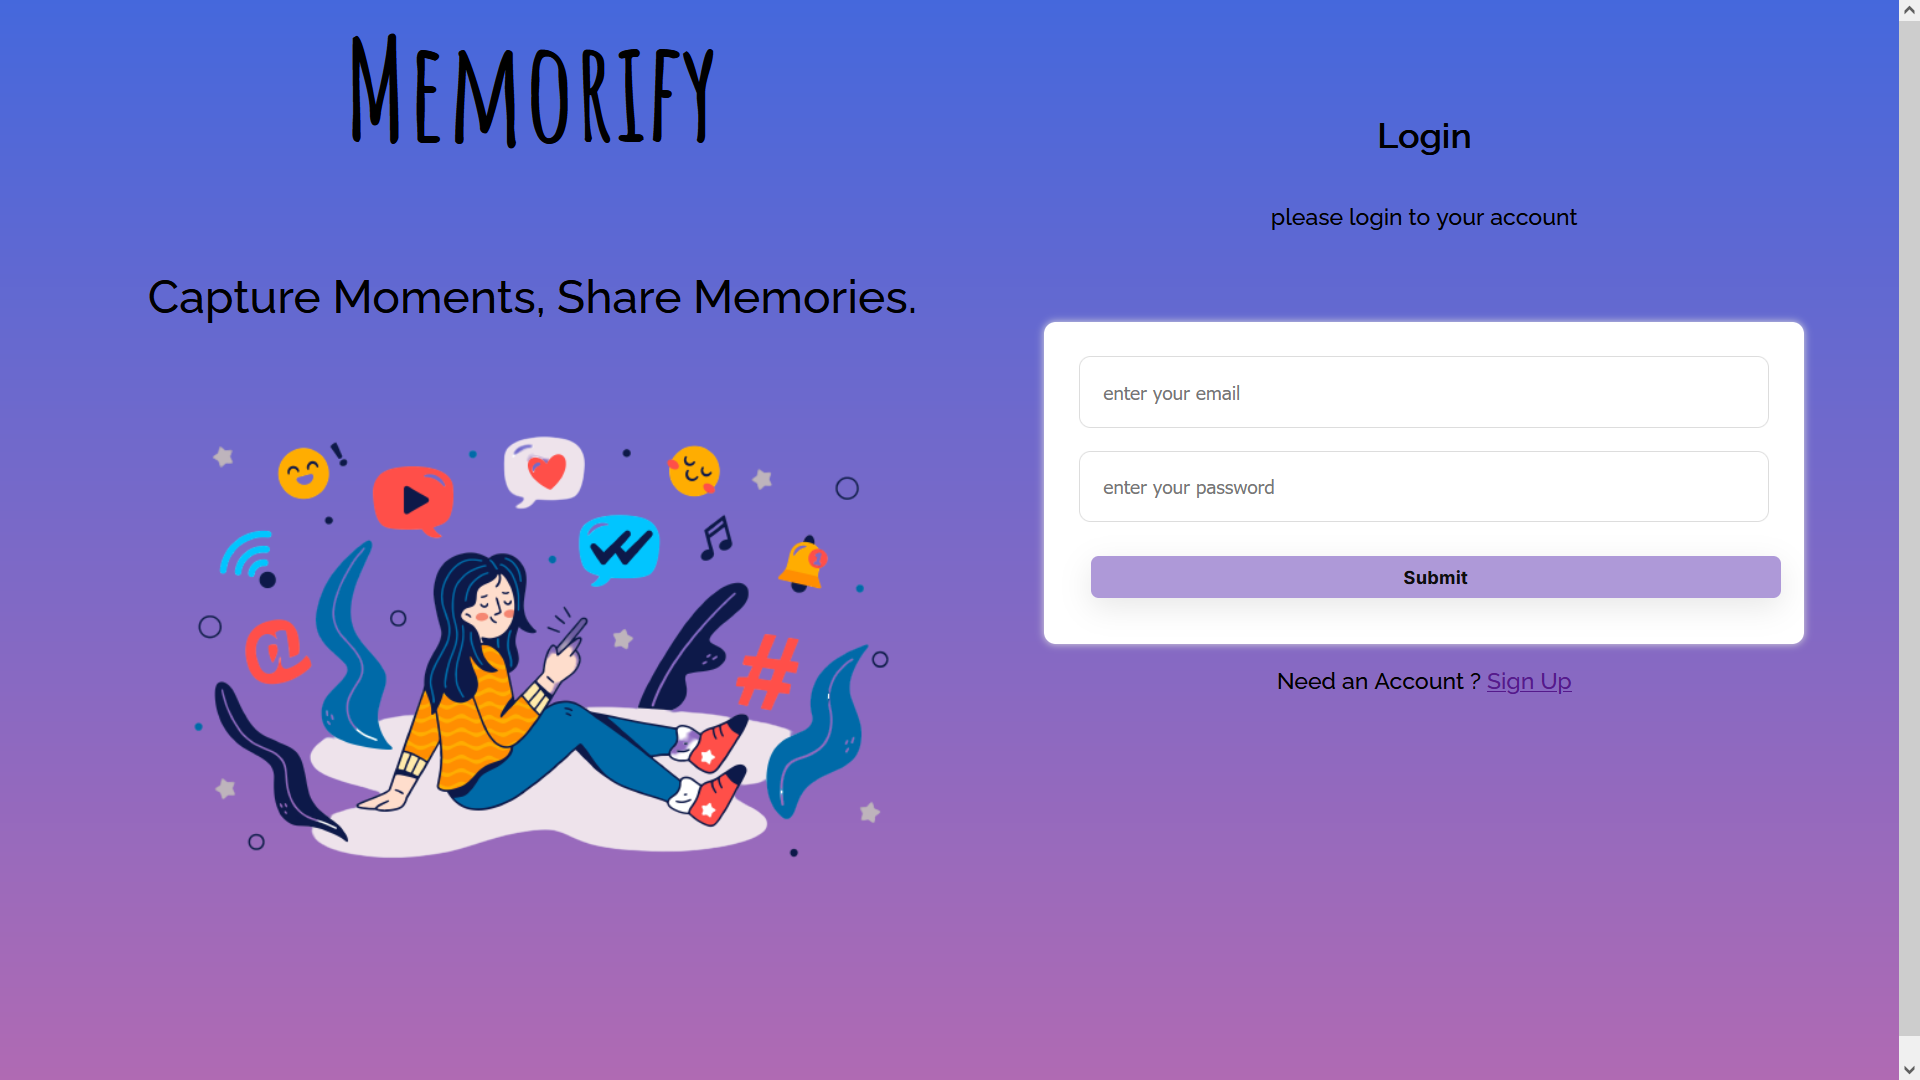 Memorify
Capture Moments, Share Memories.
@
#
Login
please login to your account
enter your email
enter your password
Submit
Need an Account ? Sign Up